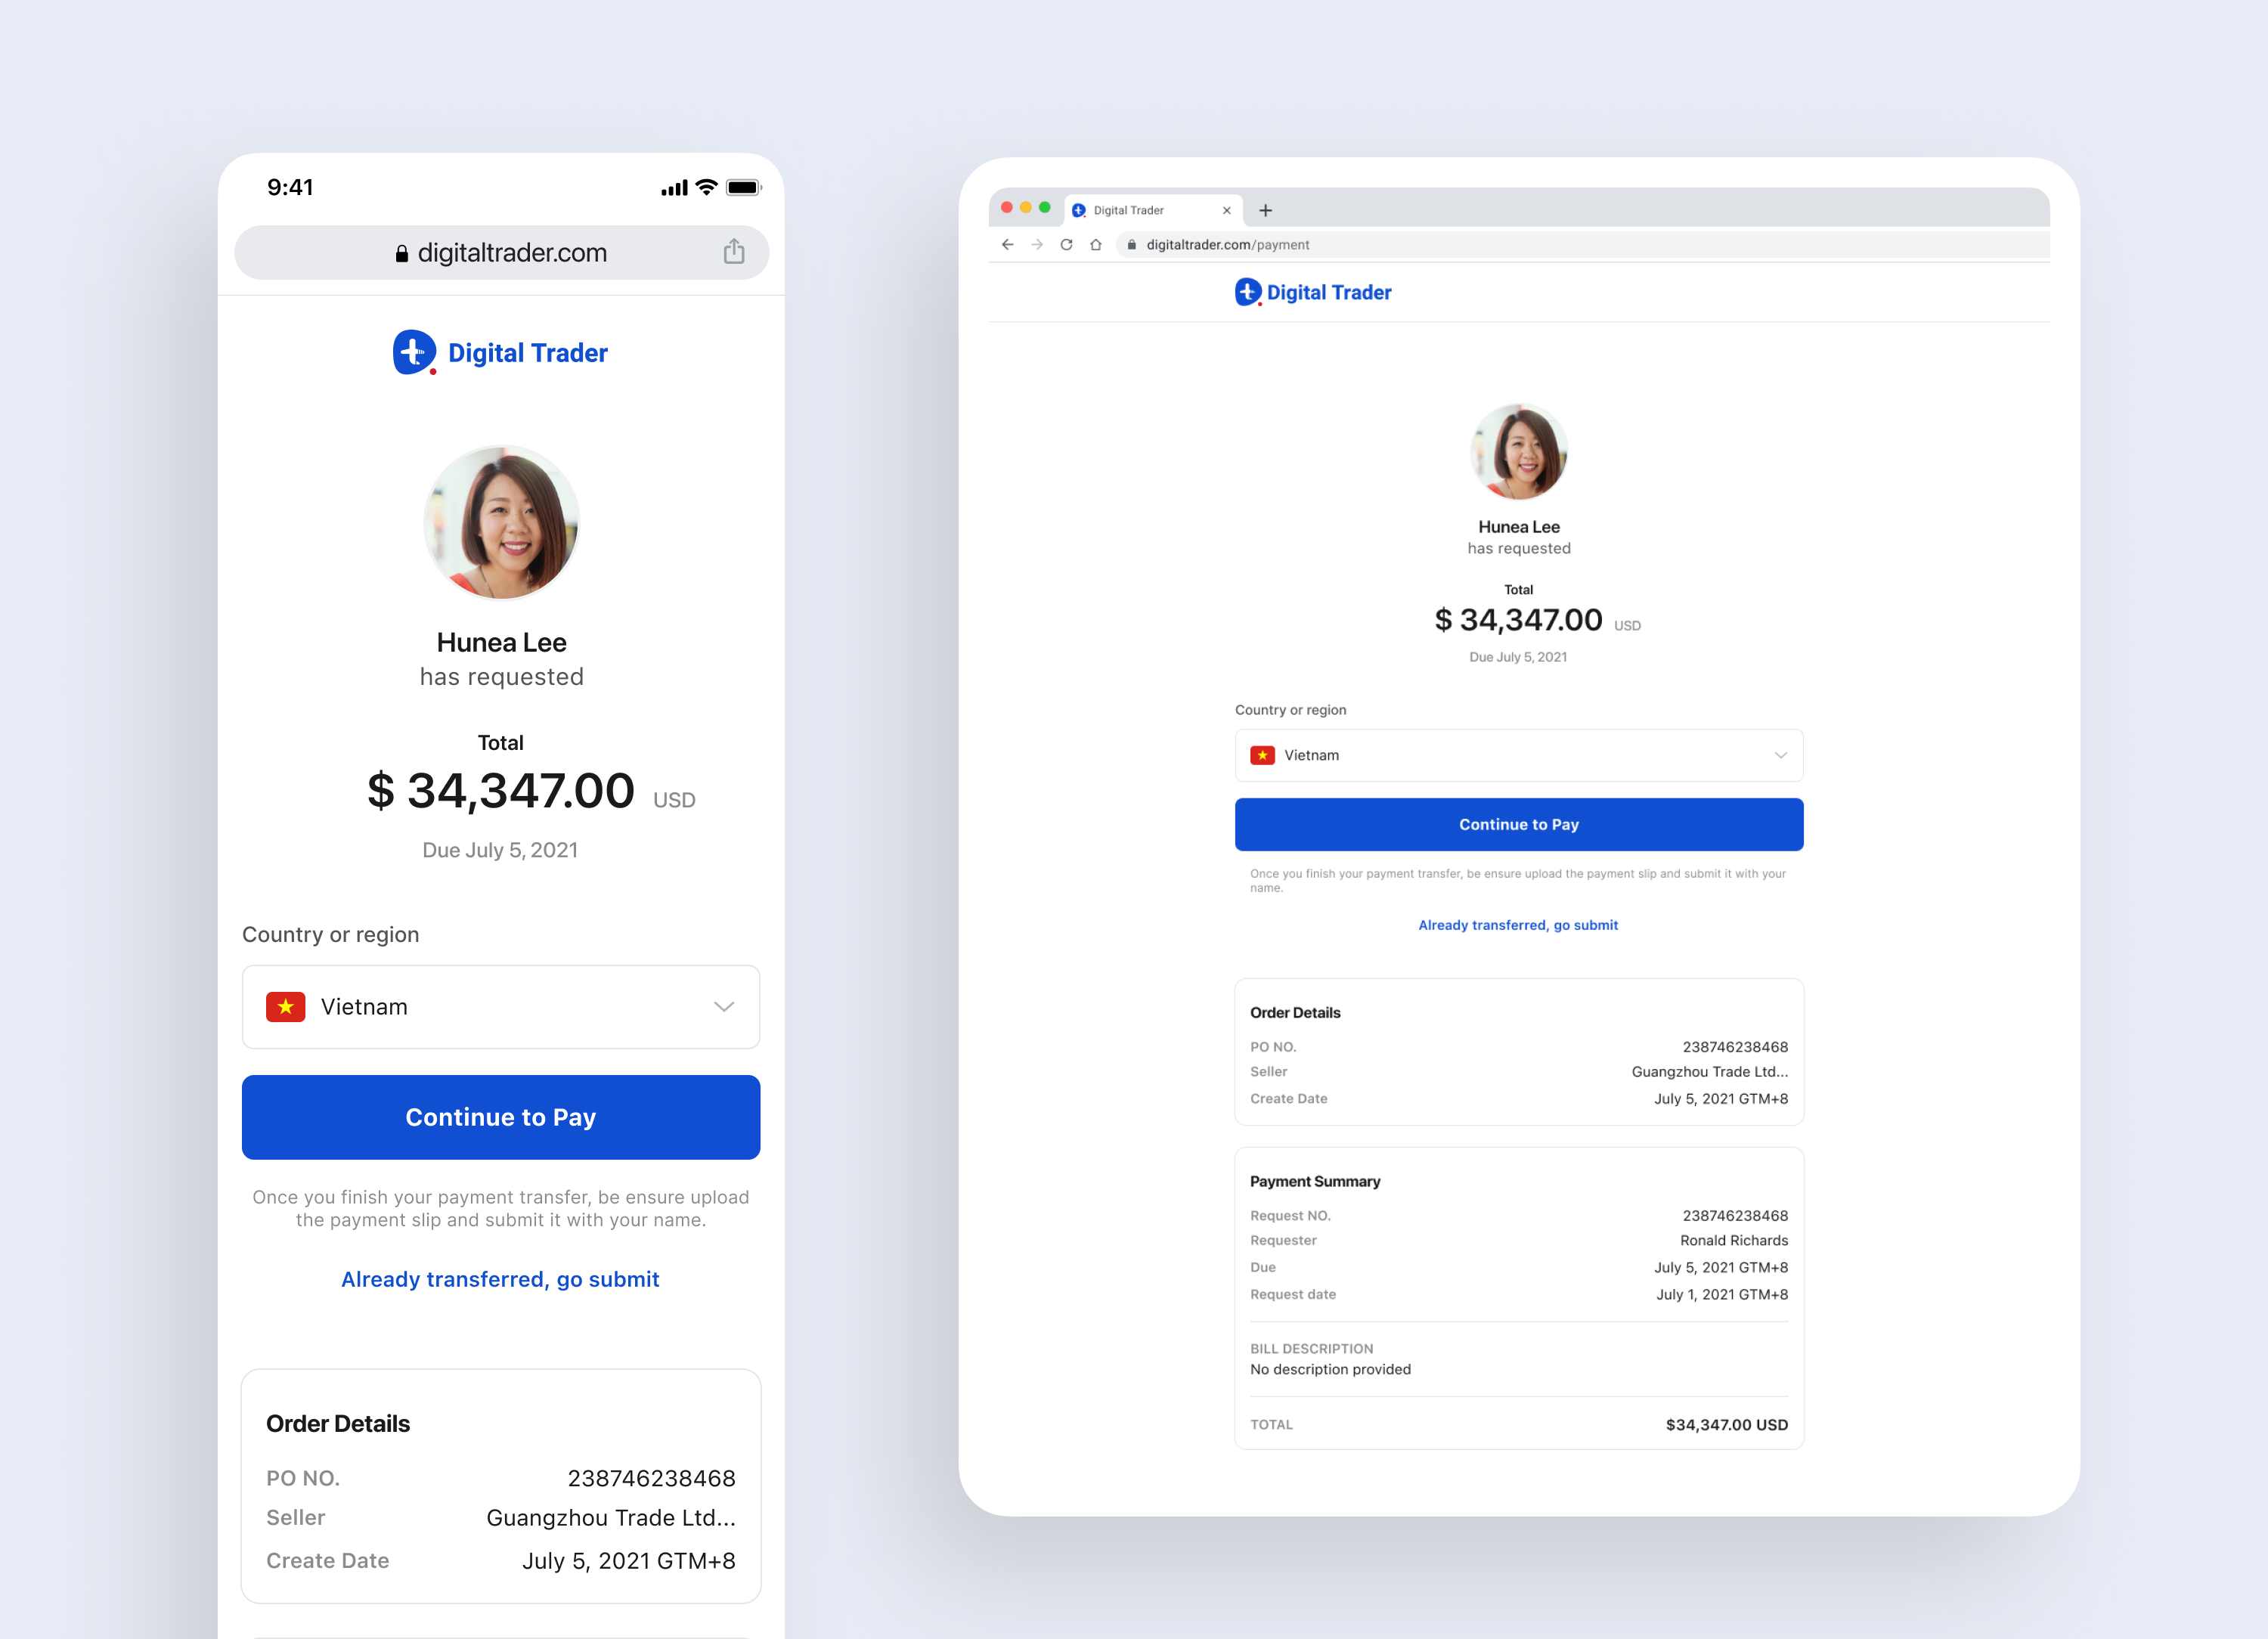 9:41
digitaltrader.com
Digital Trader
Hunea Lee
has requested
Total
$ 34,347.00 USD
Due July 5, 2021
Country or region
Vietnam
Continue to Pay
Once you finish your payment transfer, be ensure upload
the payment slip and submit it with your name.
Already transferred, go submit
Order Details
PO NO. 238746238468
Seller Guangzhou Trade Ltd...
Create Date July 5, 2021 GTM+8
Digital Trader
digitaltrader.com/payment
Digital Trader
Hunea Lee
has requested
Total
$ 34,347.00 USD
Due July 5, 2021
Country or region
Vietnam
Continue to Pay
Once you finish your payment transfer, be ensure upload the payment slip and submit it with your
name.
Already transferred, go submit
Order Details
PO NO. 238746238468
Seller Guangzhou Trade Ltd...
Create Date July 5, 2021 GTM+8
Payment Summary
Request NO. 238746238468
Requester Ronald Richards
Due July 5, 2021 GTM+8
Request date July 1, 2021 GTM+8
BILL DESCRIPTION
No description provided
TOTAL $34,347.00 USD